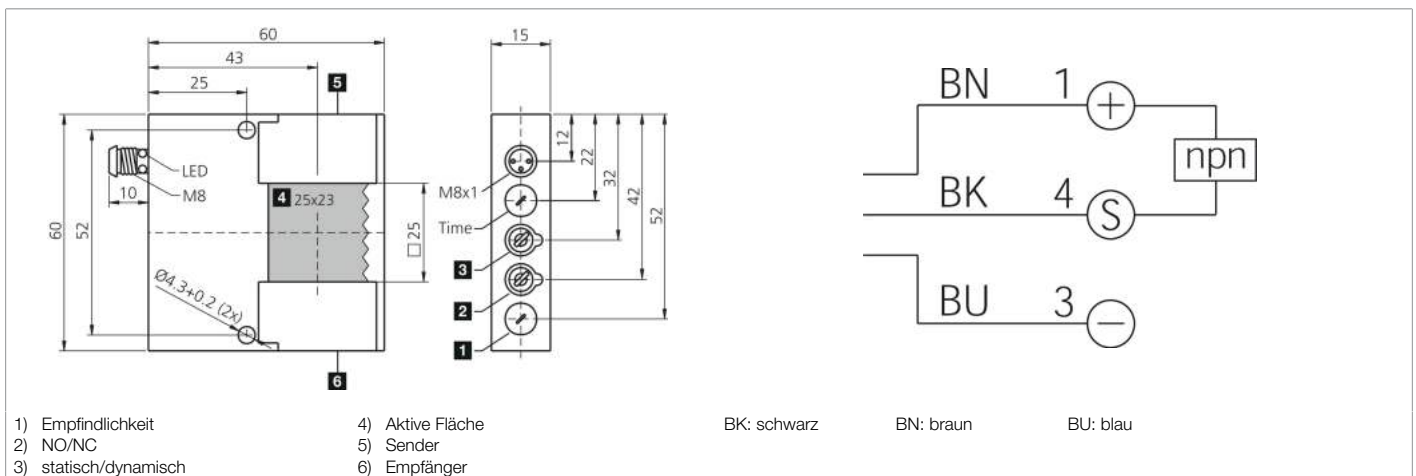 60
43
25
5
LED
M8
10
4 25x23
□ 25
60
52
Ø4.3+0.2 (2x)
6
15
12
22
32
42
52
M8x1
Time
3
2
1
BN 1 +
npn
BK 4 S
BU 3 −
1) Empfindlichkeit
2) NO/NC
3) statisch/dynamisch
4) Aktive Fläche
5) Sender
6) Empfänger
BK: schwarz BN: braun BU: blau